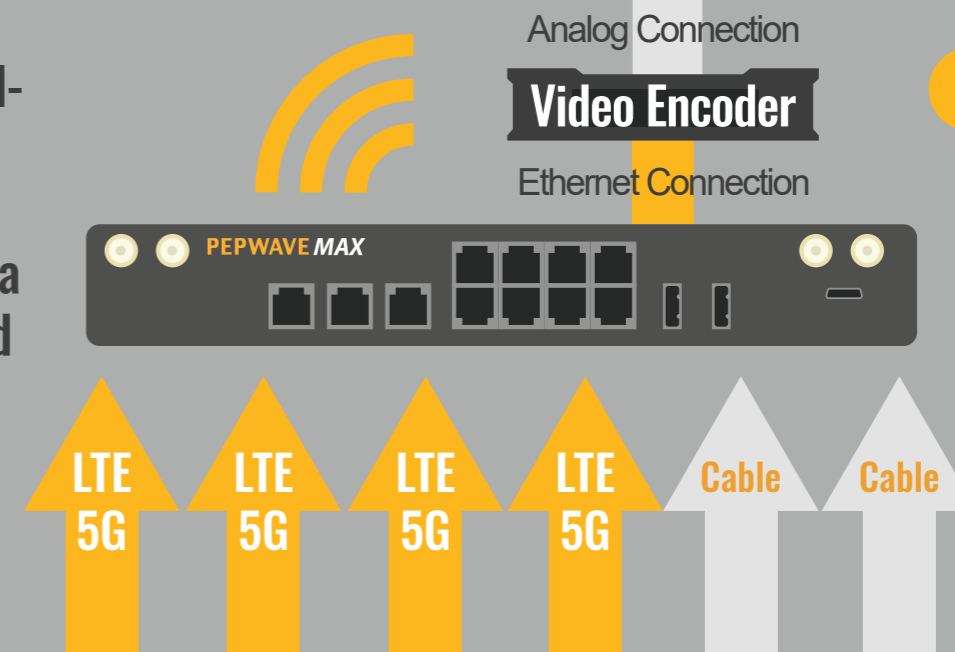 Analog Connection
Video Encoder
Ethernet Connection
PEPWAVE MAX
a
LTE
5G
LTE
5G
LTE
5G
LTE
5G
Cable
Cable